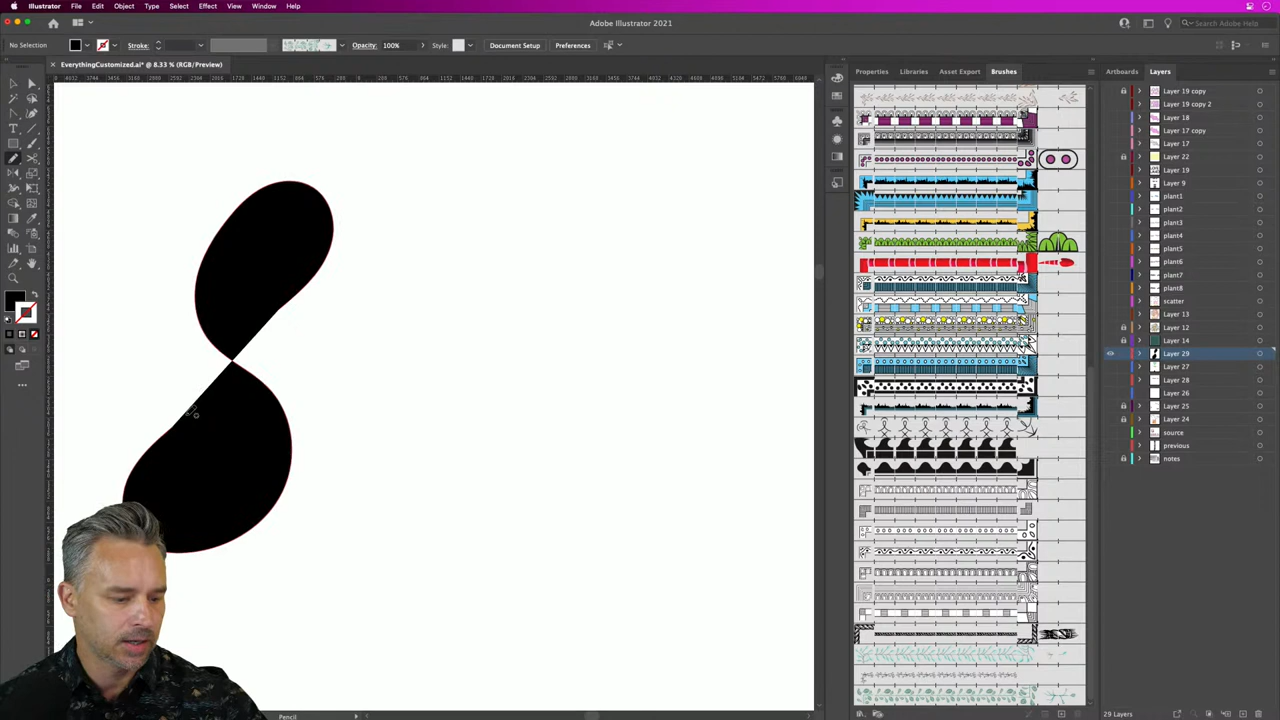 Illustrator File Edit Object Type Select Effect View Window Help
Adobe Illustrator 2021
Search Adobe Help
No Selection Stroke: Opacity: 100% Style: Document Setup Preferences
EverythingCustomized.ai* @ 8.33 % (RGB/Preview)
Properties Libraries Asset Export Brushes Artboards Layers
Layer 19 copy
Layer 19 copy 2
Layer 18
Layer 17 copy
Layer 17
Layer 22
Layer 19
Layer 9
plant1
plant2
plant3
plant4
plant5
plant6
plant7
plant8
scatter
Layer 13
Layer 12
Layer 14
Layer 29
Layer 27
Layer 28
Layer 26
Layer 25
Layer 24
source
previous
notes
Pencil
29 Layers